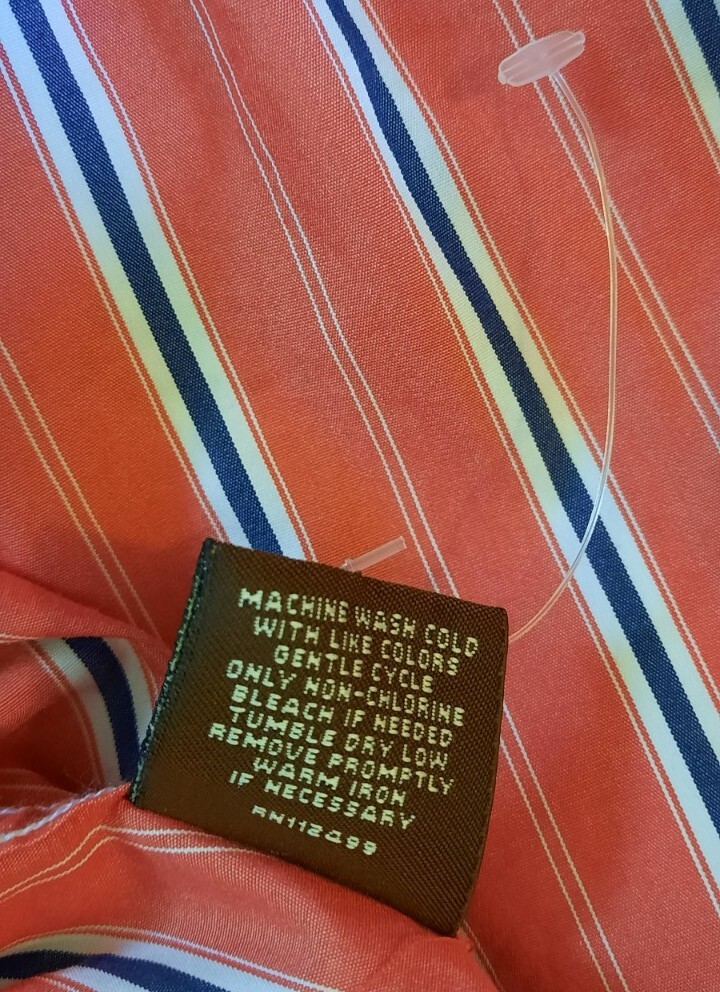 MACHINE WASH COLD
WITH LIKE COLORS
GENTLE CYCLE
ONLY NON-CHLORINE
BLEACH IF NEEDED
TUMBLE DRY LOW
REMOVE PROMPTLY
WARM IRON
IF NECESSARY